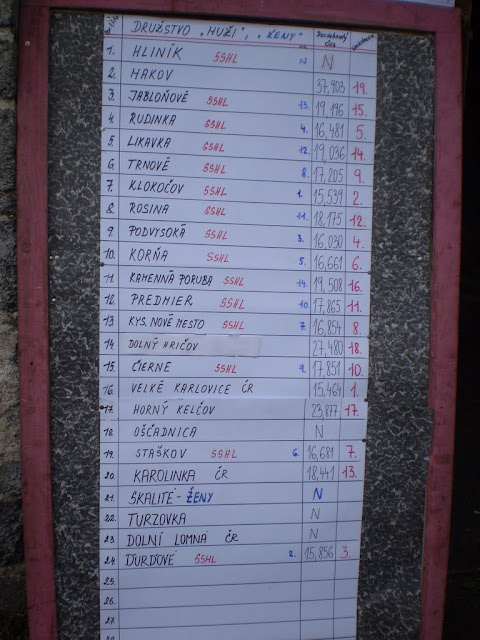 Š. ČÍSLO DRUŽSTVO „MUŽI", „ŽENY" DOSIAHNUTÝ ČAS
1. HLINÍK SSHL N N
2. MAKOV 37,903 19.
3. JABLOŇOVÉ SSHL 13. 19,196 15.
4. RUDINKA SSHL 4. 16,481 5.
5. LIKAVKA SSHL 12. 19,036 14.
6. TRNOVÉ SSHL 8. 17,205 9.
7. KLOKOČOV SSHL 1. 15,539 2.
8. ROSINA SSHL 11. 18,175 12.
9. PODVYSOKÁ SSHL 3. 16,030 4.
10. KORŇA SSHL 5. 16,661 6.
11. KAMENNÁ PORUBA SSHL 14. 19,508 16.
12. PREDMIER SSHL 10 17,865 11.
13 KYS. NOVÉ MESTO SSHL 7. 16,854 8.
14 DOLNÝ HRIČOV 27,480 18.
15. ČIERNE SSHL 9. 17,851 10.
16 VEĽKÉ KARLOVICE ČR 15,464 1.
17. HORNÝ KELČOV 23,877 17.
18. OŠČADNICA N
19. STAŠKOV SSHL 6. 16,681 7.
20. KAROLINKA ČR 18,441 13.
21. SKALITÉ - ŽENY N
22. TURZOVKA N
23. DOLNÍ LOMNÁ ČR N
24. ĎURĎOVÉ SSHL 2. 15,856 3.
25.
26.
27.